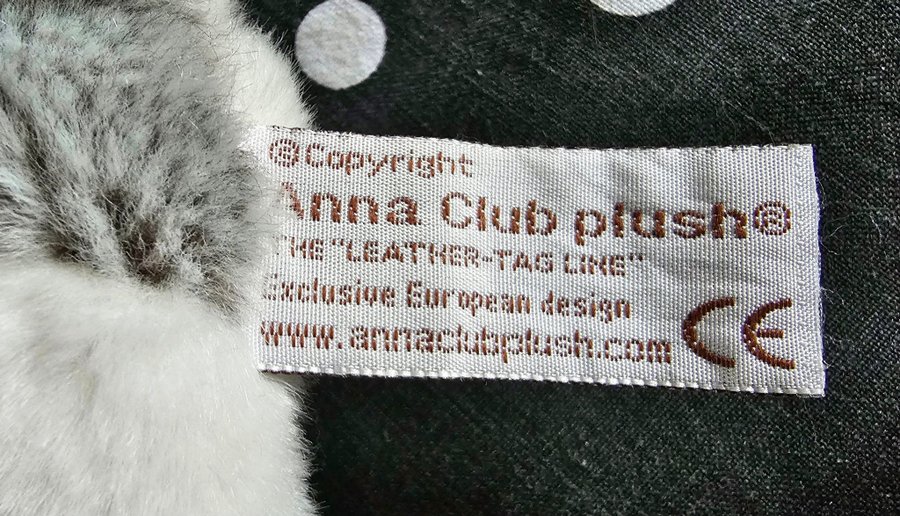 ©Copyright
Anna Club plush®
THE "LEATHER-TAG LINE"
Exclusive European design
www.annaclubplush.com CE